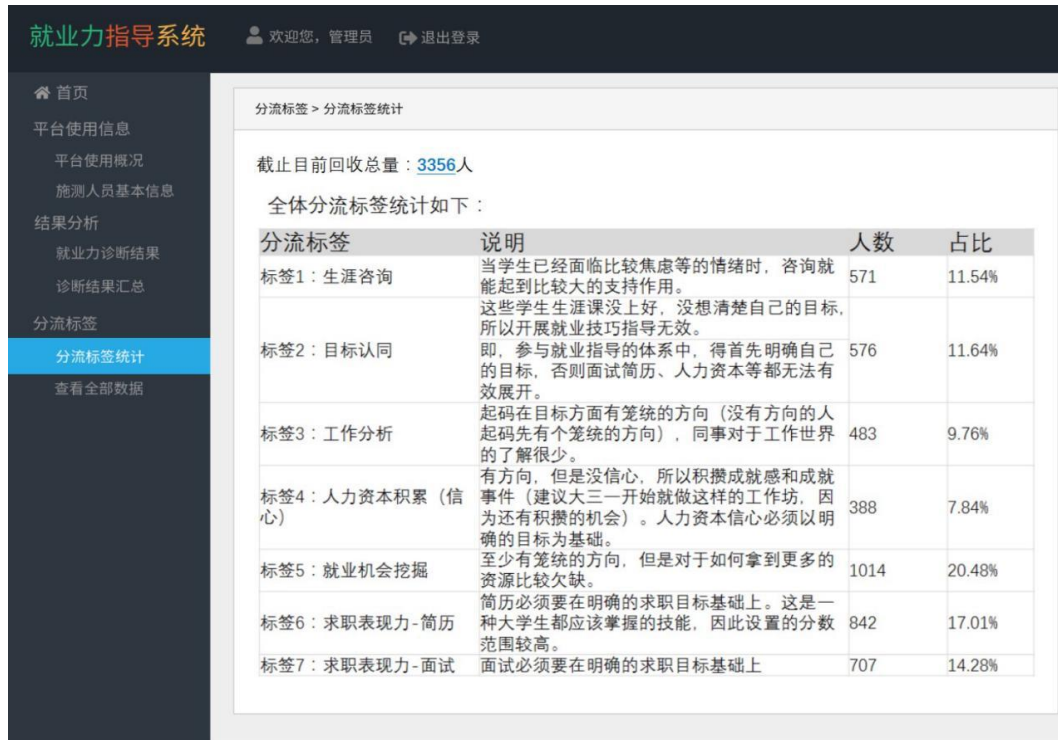 就业力指导系统
欢迎您，管理员
退出登录
首页
平台使用信息
平台使用概况
施测人员基本信息
结果分析
就业力诊断结果
诊断结果汇总
分流标签
分流标签统计
查看全部数据
分流标签 > 分流标签统计
截止目前回收总量：3356人
全体分流标签统计如下：
分流标签 说明 人数 占比
标签1：生涯咨询
当学生已经面临比较焦虑等的情绪时，咨询就
能起到比较大的支持作用。
571 11.54%
标签2：目标认同
这些学生生涯课没上好，没想清楚自己的目标，
所以开展就业技巧指导无效。
即，参与就业指导的体系中，得首先明确自己
的目标，否则面试简历、人力资本等都无法有
效展开。
576 11.64%
标签3：工作分析
起码在目标方面有笼统的方向（没有方向的人
起码先有个笼统的方向），同事对于工作世界
的了解很少。
483 9.76%
标签4：人力资本积累（信
心）
有方向，但是没信心，所以积攒成就感和成就
事件（建议大三一开始就做这样的工作坊，因
为还有积攒的机会）。人力资本信心必须以明
确的目标为基础。
388 7.84%
标签5：就业机会挖掘
至少有笼统的方向，但是对于如何拿到更多的
资源比较欠缺。
1014 20.48%
标签6：求职表现力-简历
简历必须要在明确的求职目标基础上。这是一
种大学生都应该掌握的技能，因此设置的分数
范围较高。
842 17.01%
标签7：求职表现力-面试
面试必须要在明确的求职目标基础上
707 14.28%